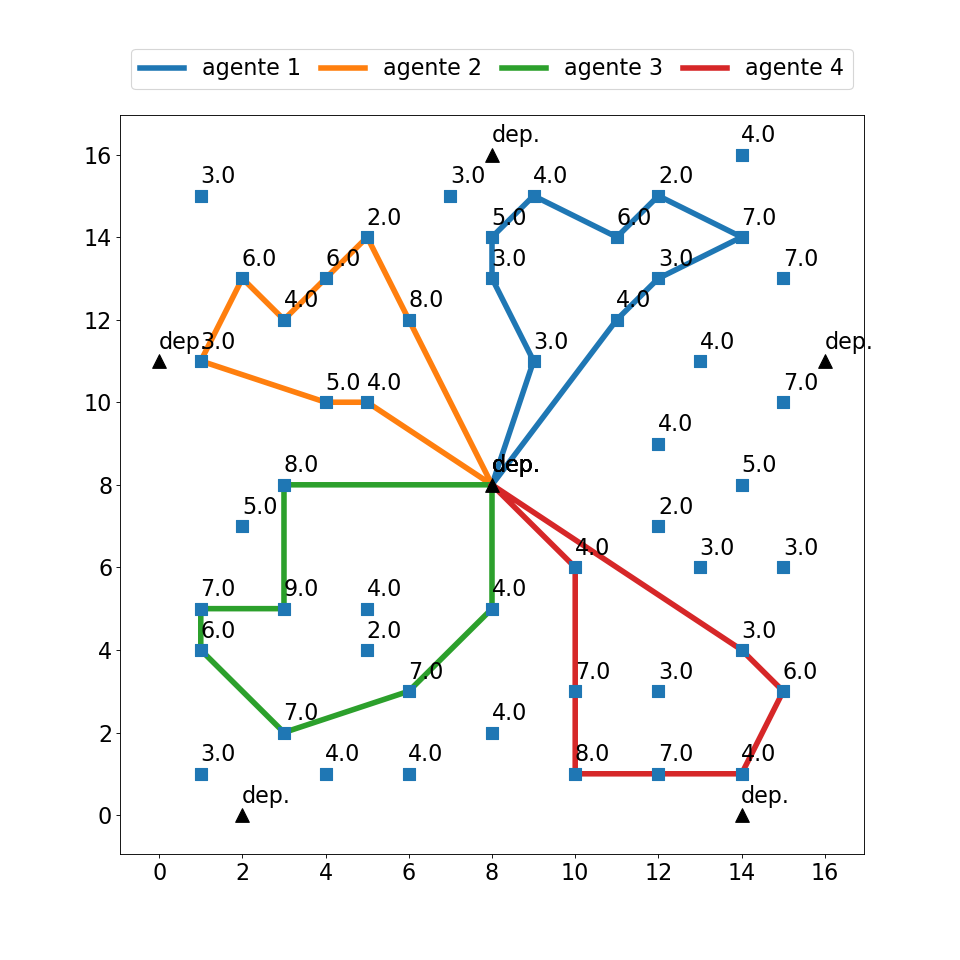 agente 1 agente 2 agente 3 agente 4
dep. 4.0
16
3.0 3.0 4.0 2.0
5.0 6.0 7.0
14 2.0
6.0 6.0 3.0 3.0 7.0
4.0 8.0 4.0
12
dep. 3.0 3.0 4.0 dep.
5.0 4.0 7.0
10
4.0
8.0 dep. 5.0
8
5.0 2.0
4.0 3.0 3.0
6
7.0 9.0 4.0 4.0
6.0 2.0 3.0
4
7.0 7.0 3.0 6.0
7.0 4.0
2
3.0 4.0 4.0 8.0 7.0 4.0
dep. dep.
0
0 2 4 6 8 10 12 14 16